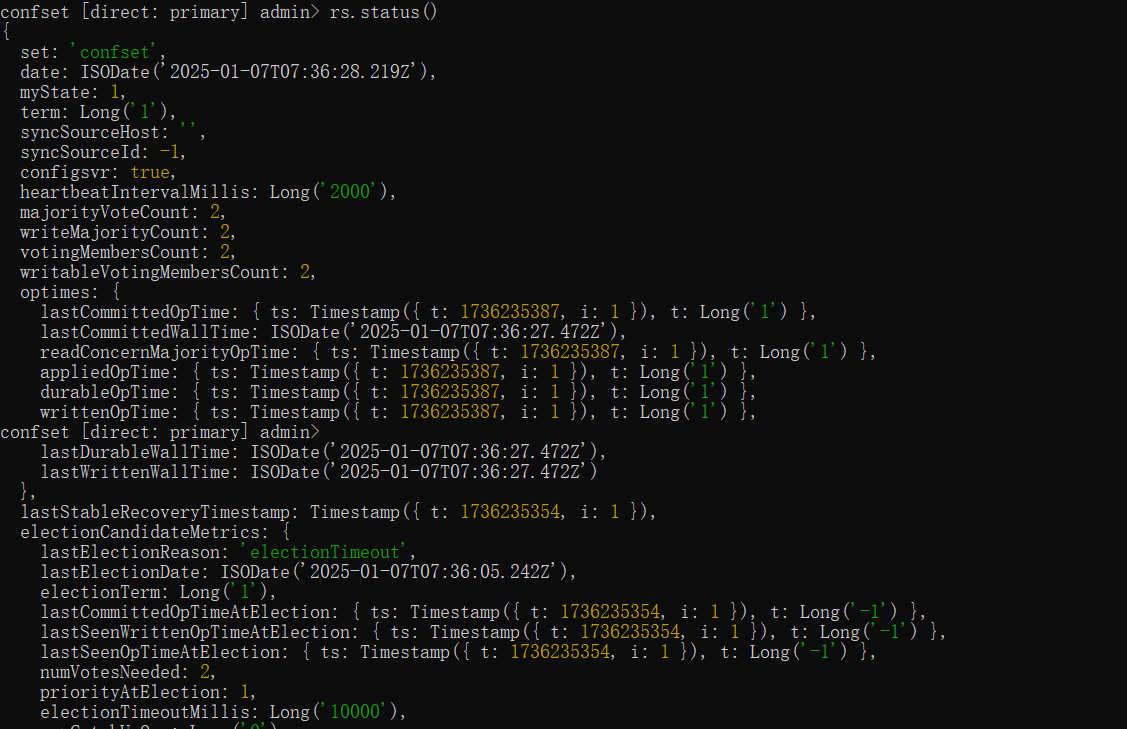 confset [direct: primary] admin> rs.status()
{
  set: 'confset',
  date: ISODate('2025-01-07T07:36:28.219Z'),
  myState: 1,
  term: Long('1'),
  syncSourceHost: '',
  syncSourceId: -1,
  configsvr: true,
  heartbeatIntervalMillis: Long('2000'),
  majorityVoteCount: 2,
  writeMajorityCount: 2,
  votingMembersCount: 2,
  writableVotingMembersCount: 2,
  optimes: {
    lastCommittedOpTime: { ts: Timestamp({ t: 1736235387, i: 1 }), t: Long('1') },
    lastCommittedWallTime: ISODate('2025-01-07T07:36:27.472Z'),
    readConcernMajorityOpTime: { ts: Timestamp({ t: 1736235387, i: 1 }), t: Long('1') },
    appliedOpTime: { ts: Timestamp({ t: 1736235387, i: 1 }), t: Long('1') },
    durableOpTime: { ts: Timestamp({ t: 1736235387, i: 1 }), t: Long('1') },
    writtenOpTime: { ts: Timestamp({ t: 1736235387, i: 1 }), t: Long('1') },
confset [direct: primary] admin>
    lastDurableWallTime: ISODate('2025-01-07T07:36:27.472Z'),
    lastWrittenWallTime: ISODate('2025-01-07T07:36:27.472Z')
  },
  lastStableRecoveryTimestamp: Timestamp({ t: 1736235354, i: 1 }),
  electionCandidateMetrics: {
    lastElectionReason: 'electionTimeout',
    lastElectionDate: ISODate('2025-01-07T07:36:05.242Z'),
    electionTerm: Long('1'),
    lastCommittedOpTimeAtElection: { ts: Timestamp({ t: 1736235354, i: 1 }), t: Long('-1') },
    lastSeenWrittenOpTimeAtElection: { ts: Timestamp({ t: 1736235354, i: 1 }), t: Long('-1') },
    lastSeenOpTimeAtElection: { ts: Timestamp({ t: 1736235354, i: 1 }), t: Long('-1') },
    numVotesNeeded: 2,
    priorityAtElection: 1,
    electionTimeoutMillis: Long('10000'),